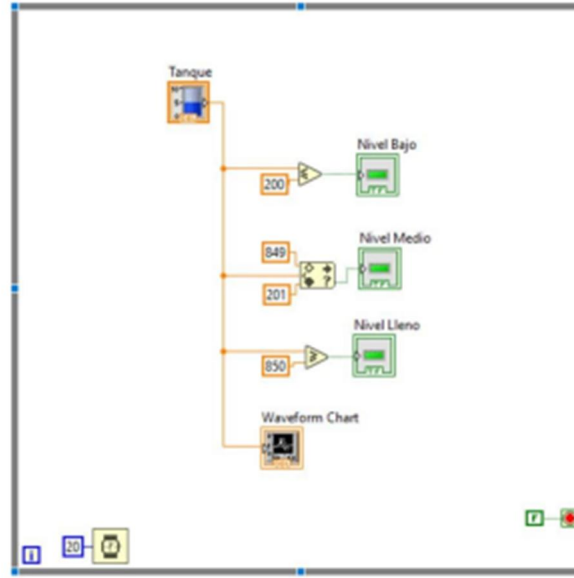 Tanque
Nivel Bajo
200
Nivel Medio
849
201
Nivel Lleno
850
Waveform Chart
F
20
i